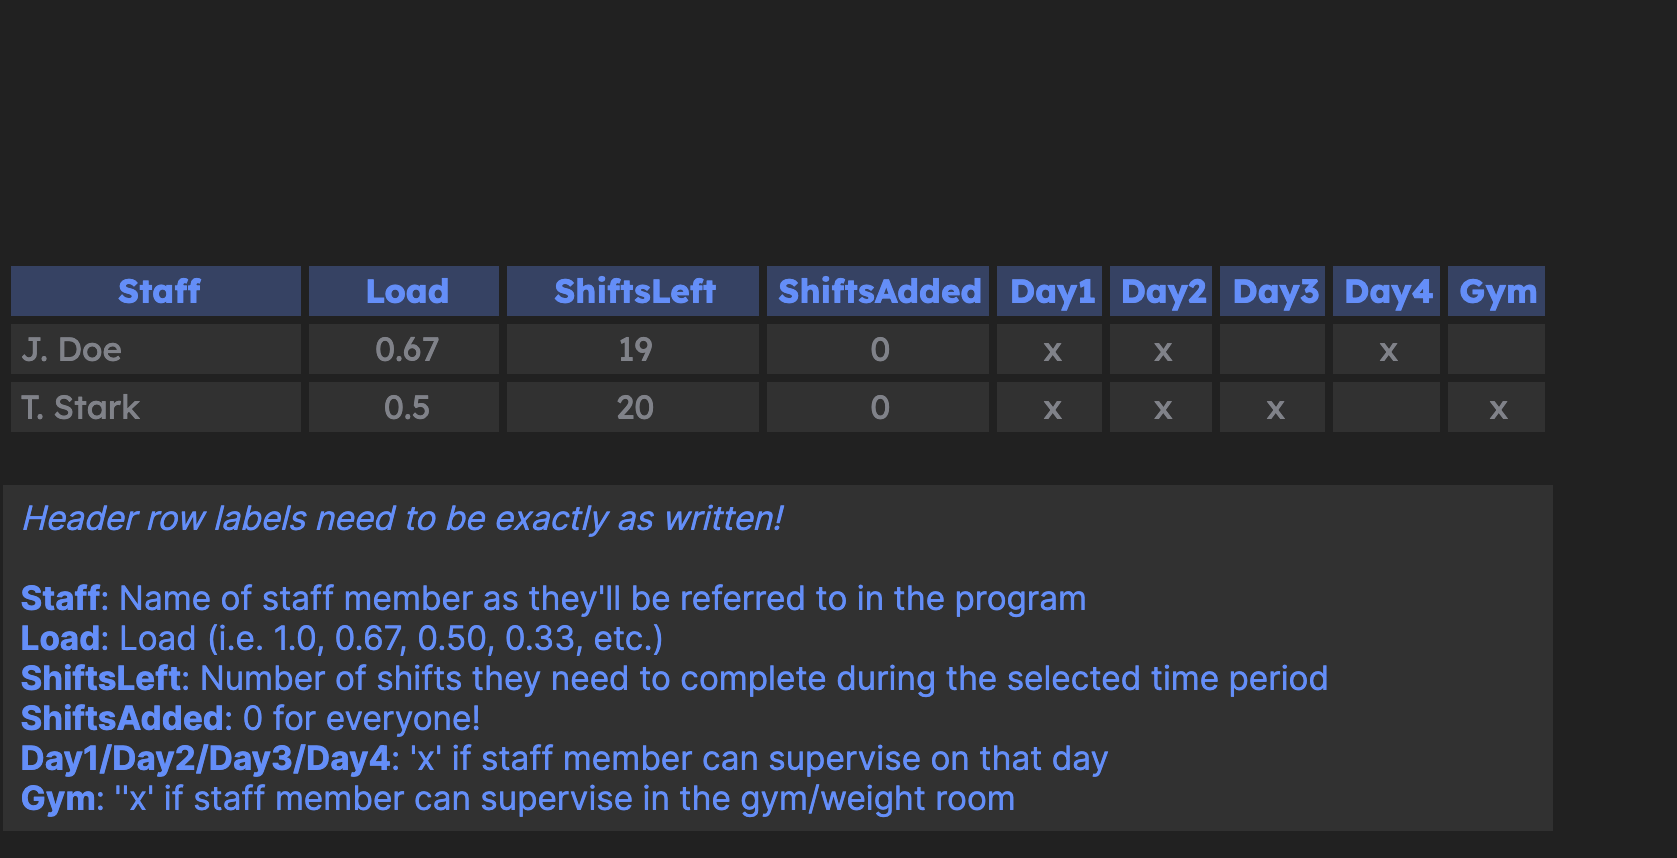 Staff Load ShiftsLeft ShiftsAdded Day1 Day2 Day3 Day4 Gym
J. Doe 0.67 19 0 x x x
T. Stark 0.5 20 0 x x x x
Header row labels need to be exactly as written!
Staff: Name of staff member as they'll be referred to in the program
Load: Load (i.e. 1.0, 0.67, 0.50, 0.33, etc.)
ShiftsLeft: Number of shifts they need to complete during the selected time period
ShiftsAdded: 0 for everyone!
Day1/Day2/Day3/Day4: 'x' if staff member can supervise on that day
Gym: ''x' if staff member can supervise in the gym/weight room